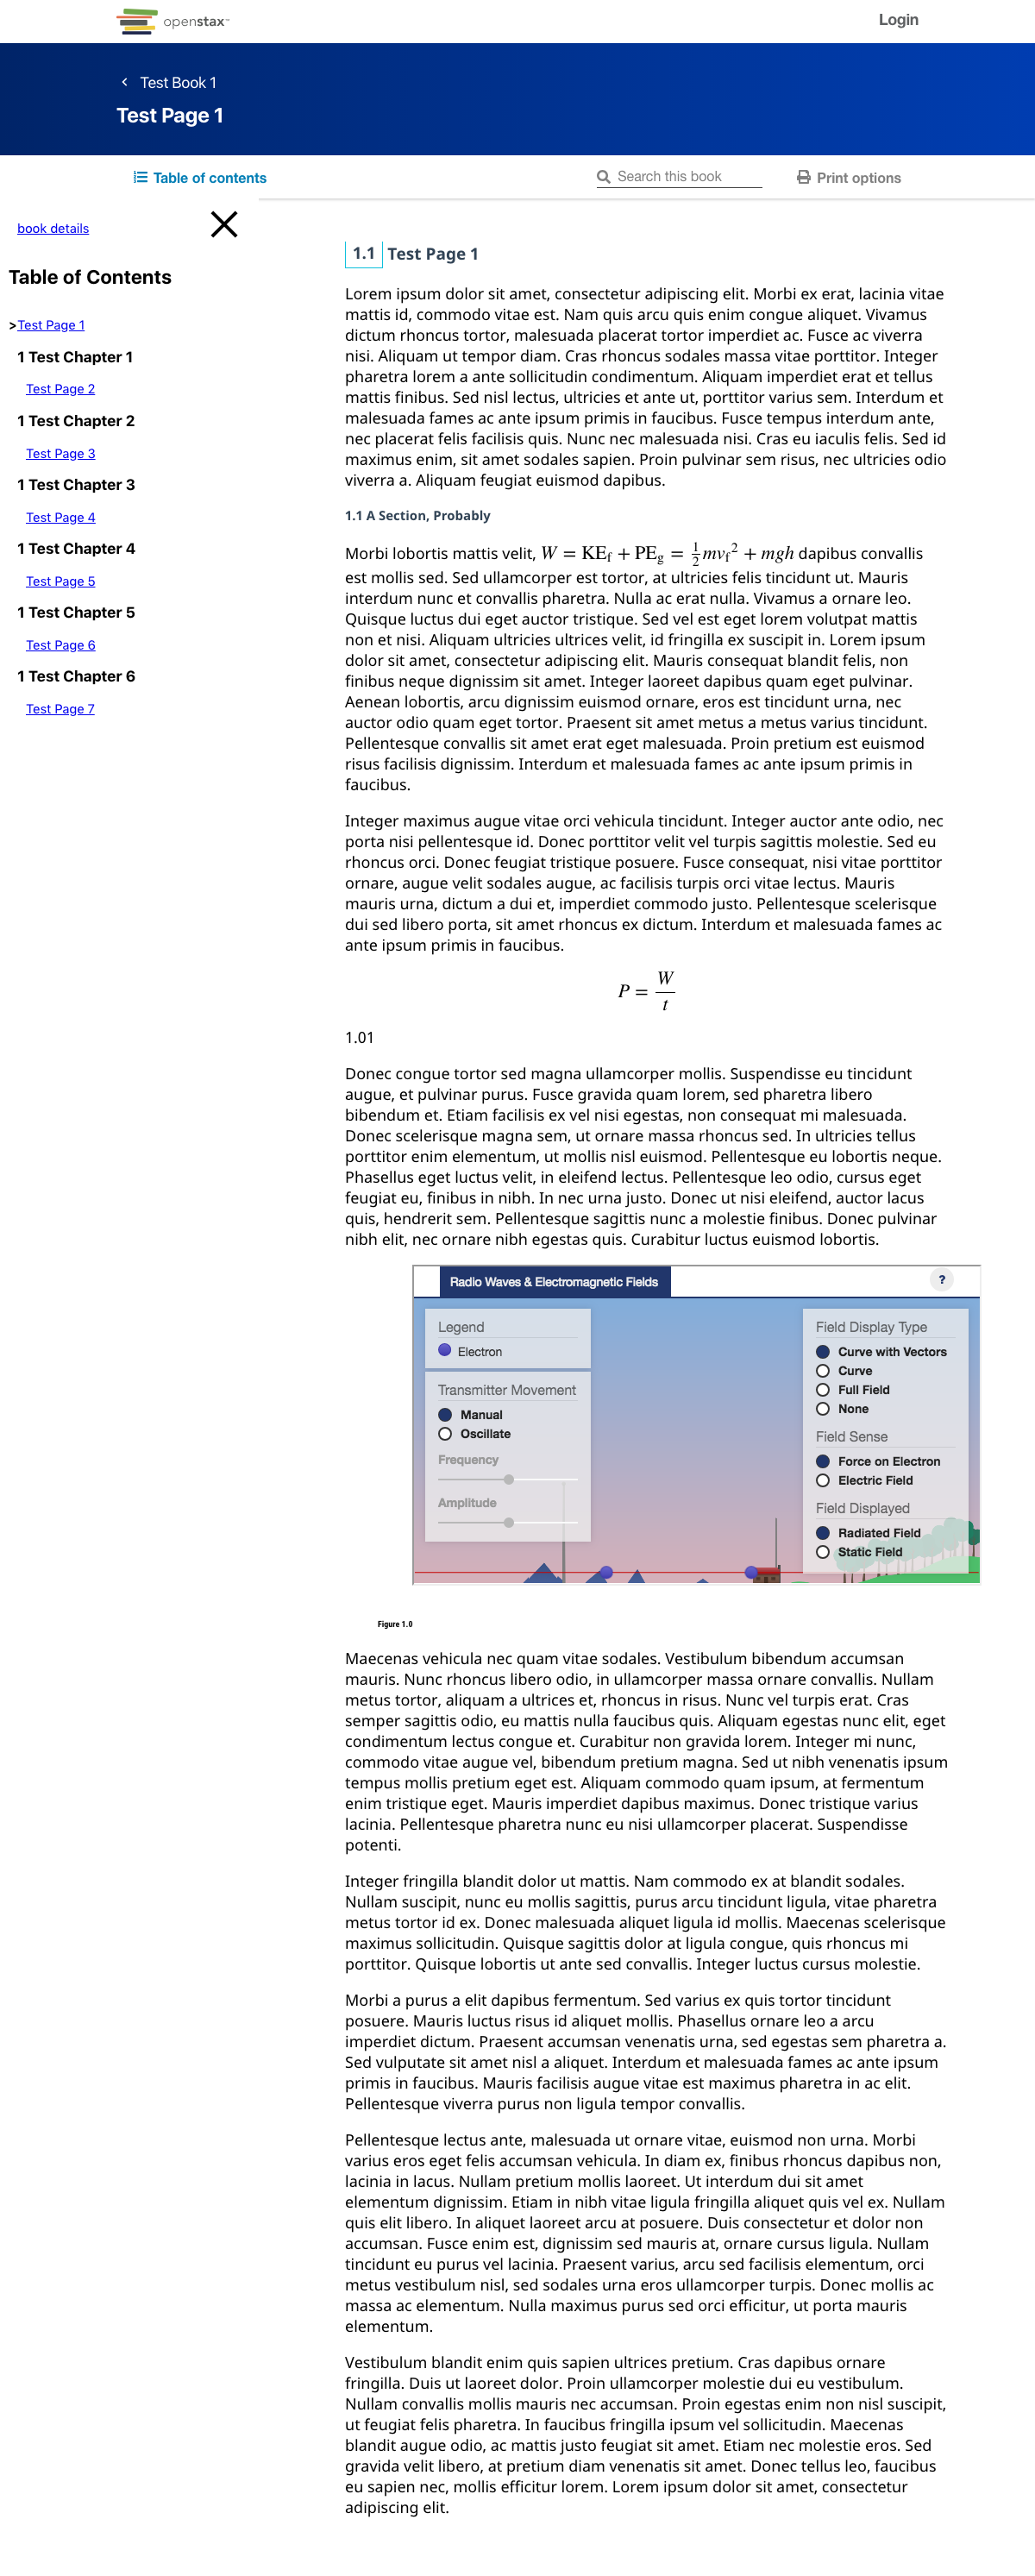 openstax™
Login
Test Book 1
Test Page 1
Table of contents
Search this book
Print options
book details
Table of Contents
>Test Page 1
1 Test Chapter 1
Test Page 2
1 Test Chapter 2
Test Page 3
1 Test Chapter 3
Test Page 4
1 Test Chapter 4
Test Page 5
1 Test Chapter 5
Test Page 6
1 Test Chapter 6
Test Page 7
1.1 Test Page 1
Lorem ipsum dolor sit amet, consectetur adipiscing elit. Morbi ex erat, lacinia vitae
mattis id, commodo vitae est. Nam quis arcu quis enim congue aliquet. Vivamus
dictum rhoncus tortor, malesuada placerat tortor imperdiet ac. Fusce ac viverra
nisi. Aliquam ut tempor diam. Cras rhoncus sodales massa vitae porttitor. Integer
pharetra lorem a ante sollicitudin condimentum. Aliquam imperdiet erat et tellus
mattis finibus. Sed nisl lectus, ultricies et ante ut, porttitor varius sem. Interdum et
malesuada fames ac ante ipsum primis in faucibus. Fusce tempus interdum ante,
nec placerat felis facilisis quis. Nunc nec malesuada nisi. Cras eu iaculis felis. Sed id
maximus enim, sit amet sodales sapien. Proin pulvinar sem risus, nec ultricies odio
viverra a. Aliquam feugiat euismod dapibus.
1.1 A Section, Probably
Morbi lobortis mattis velit, W = KE_f + PE_g = 1/2 mv_f² + mgh dapibus convallis
est mollis sed. Sed ullamcorper est tortor, at ultricies felis tincidunt ut. Mauris
interdum nunc et convallis pharetra. Nulla ac erat nulla. Vivamus a ornare leo.
Quisque luctus dui eget auctor tristique. Sed vel est eget lorem volutpat mattis
non et nisi. Aliquam ultricies ultrices velit, id fringilla ex suscipit in. Lorem ipsum
dolor sit amet, consectetur adipiscing elit. Mauris consequat blandit felis, non
finibus neque dignissim sit amet. Integer laoreet dapibus quam eget pulvinar.
Aenean lobortis, arcu dignissim euismod ornare, eros est tincidunt urna, nec
auctor odio quam eget tortor. Praesent sit amet metus a metus varius tincidunt.
Pellentesque convallis sit amet erat eget malesuada. Proin pretium est euismod
risus facilisis dignissim. Interdum et malesuada fames ac ante ipsum primis in
faucibus.
Integer maximus augue vitae orci vehicula tincidunt. Integer auctor ante odio, nec
porta nisi pellentesque id. Donec porttitor velit vel turpis sagittis molestie. Sed eu
rhoncus orci. Donec feugiat tristique posuere. Fusce consequat, nisi vitae porttitor
ornare, augue velit sodales augue, ac facilisis turpis orci vitae lectus. Mauris
mauris urna, dictum a dui et, imperdiet commodo justo. Pellentesque scelerisque
dui sed libero porta, sit amet rhoncus ex dictum. Interdum et malesuada fames ac
ante ipsum primis in faucibus.
P = W/t
1.01
Donec congue tortor sed magna ullamcorper mollis. Suspendisse eu tincidunt
augue, et pulvinar purus. Fusce gravida quam lorem, sed pharetra libero
bibendum et. Etiam facilisis ex vel nisi egestas, non consequat mi malesuada.
Donec scelerisque magna sem, ut ornare massa rhoncus sed. In ultricies tellus
porttitor enim elementum, ut mollis nisl euismod. Pellentesque eu lobortis neque.
Phasellus eget luctus velit, in eleifend lectus. Pellentesque leo odio, cursus eget
feugiat eu, finibus in nibh. In nec urna justo. Donec ut nisi eleifend, auctor lacus
quis, hendrerit sem. Pellentesque sagittis nunc a molestie finibus. Donec pulvinar
nibh elit, nec ornare nibh egestas quis. Curabitur luctus euismod lobortis.
Radio Waves & Electromagnetic Fields
?
Legend
Electron
Transmitter Movement
Manual
Oscillate
Frequency
Amplitude
Field Display Type
Curve with Vectors
Curve
Full Field
None
Field Sense
Force on Electron
Electric Field
Field Displayed
Radiated Field
Static Field
Figure 1.0
Maecenas vehicula nec quam vitae sodales. Vestibulum bibendum accumsan
mauris. Nunc rhoncus libero odio, in ullamcorper massa ornare convallis. Nullam
metus tortor, aliquam a ultrices et, rhoncus in risus. Nunc vel turpis erat. Cras
semper sagittis odio, eu mattis nulla faucibus quis. Aliquam egestas nunc elit, eget
condimentum lectus congue et. Curabitur non gravida lorem. Integer mi nunc,
commodo vitae augue vel, bibendum pretium magna. Sed ut nibh venenatis ipsum
tempus mollis pretium eget est. Aliquam commodo quam ipsum, at fermentum
enim tristique eget. Mauris imperdiet dapibus maximus. Donec tristique varius
lacinia. Pellentesque pharetra nunc eu nisi ullamcorper placerat. Suspendisse
potenti.
Integer fringilla blandit dolor ut mattis. Nam commodo ex at blandit sodales.
Nullam suscipit, nunc eu mollis sagittis, purus arcu tincidunt ligula, vitae pharetra
metus tortor id ex. Donec malesuada aliquet ligula id mollis. Maecenas scelerisque
maximus sollicitudin. Quisque sagittis dolor at ligula congue, quis rhoncus mi
porttitor. Quisque lobortis ut ante sed convallis. Integer luctus cursus molestie.
Morbi a purus a elit dapibus fermentum. Sed varius ex quis tortor tincidunt
posuere. Mauris luctus risus id aliquet mollis. Phasellus ornare leo a arcu
imperdiet dictum. Praesent accumsan venenatis urna, sed egestas sem pharetra a.
Sed vulputate sit amet nisl a aliquet. Interdum et malesuada fames ac ante ipsum
primis in faucibus. Mauris facilisis augue vitae est maximus pharetra in ac elit.
Pellentesque viverra purus non ligula tempor convallis.
Pellentesque lectus ante, malesuada ut ornare vitae, euismod non urna. Morbi
varius eros eget felis accumsan vehicula. In diam ex, finibus rhoncus dapibus non,
lacinia in lacus. Nullam pretium mollis laoreet. Ut interdum dui sit amet
elementum dignissim. Etiam in nibh vitae ligula fringilla aliquet quis vel ex. Nullam
quis elit libero. In aliquet laoreet arcu at posuere. Duis consectetur et dolor non
accumsan. Fusce enim est, dignissim sed mauris at, ornare cursus ligula. Nullam
tincidunt eu purus vel lacinia. Praesent varius, arcu sed facilisis elementum, orci
metus vestibulum nisl, sed sodales urna eros ullamcorper turpis. Donec mollis ac
massa ac elementum. Nulla maximus purus sed orci efficitur, ut porta mauris
elementum.
Vestibulum blandit enim quis sapien ultrices pretium. Cras dapibus ornare
fringilla. Duis ut laoreet dolor. Proin ullamcorper molestie dui eu vestibulum.
Nullam convallis mollis mauris nec accumsan. Proin egestas enim non nisl suscipit,
ut feugiat felis pharetra. In faucibus fringilla ipsum vel sollicitudin. Maecenas
blandit augue odio, ac mattis justo feugiat sit amet. Etiam nec molestie eros. Sed
gravida velit libero, at pretium diam venenatis sit amet. Donec tellus leo, faucibus
eu sapien nec, mollis efficitur lorem. Lorem ipsum dolor sit amet, consectetur
adipiscing elit.